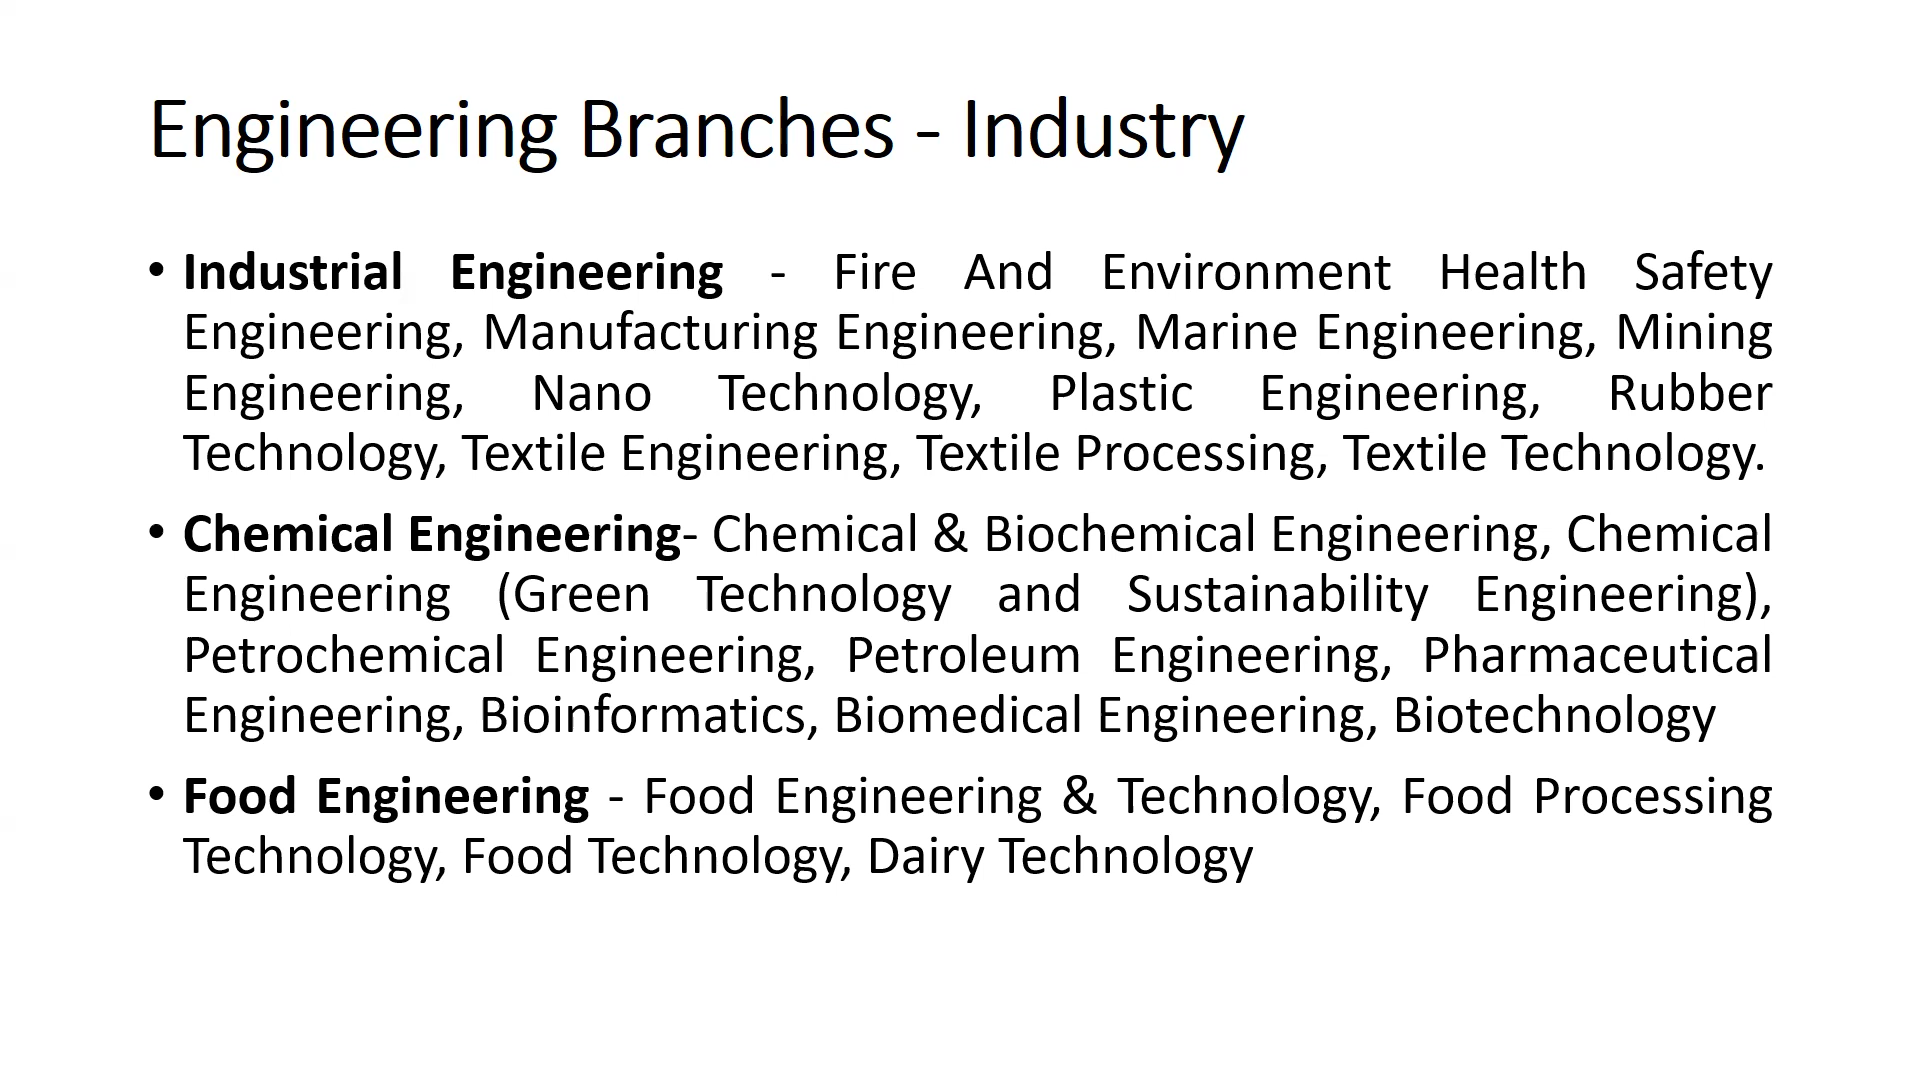 Engineering Branches - Industry
• Industrial Engineering - Fire And Environment Health Safety
Engineering, Manufacturing Engineering, Marine Engineering, Mining
Engineering, Nano Technology, Plastic Engineering, Rubber
Technology, Textile Engineering, Textile Processing, Textile Technology.
• Chemical Engineering- Chemical & Biochemical Engineering, Chemical
Engineering (Green Technology and Sustainability Engineering),
Petrochemical Engineering, Petroleum Engineering, Pharmaceutical
Engineering, Bioinformatics, Biomedical Engineering, Biotechnology
• Food Engineering - Food Engineering & Technology, Food Processing
Technology, Food Technology, Dairy Technology